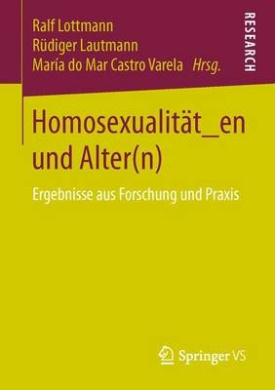 Ralf Lottmann
Rüdiger Lautmann
María do Mar Castro Varela Hrsg.
RESEARCH
Homosexualität_en
und Alter(n)
Ergebnisse aus Forschung und Praxis
Springer VS